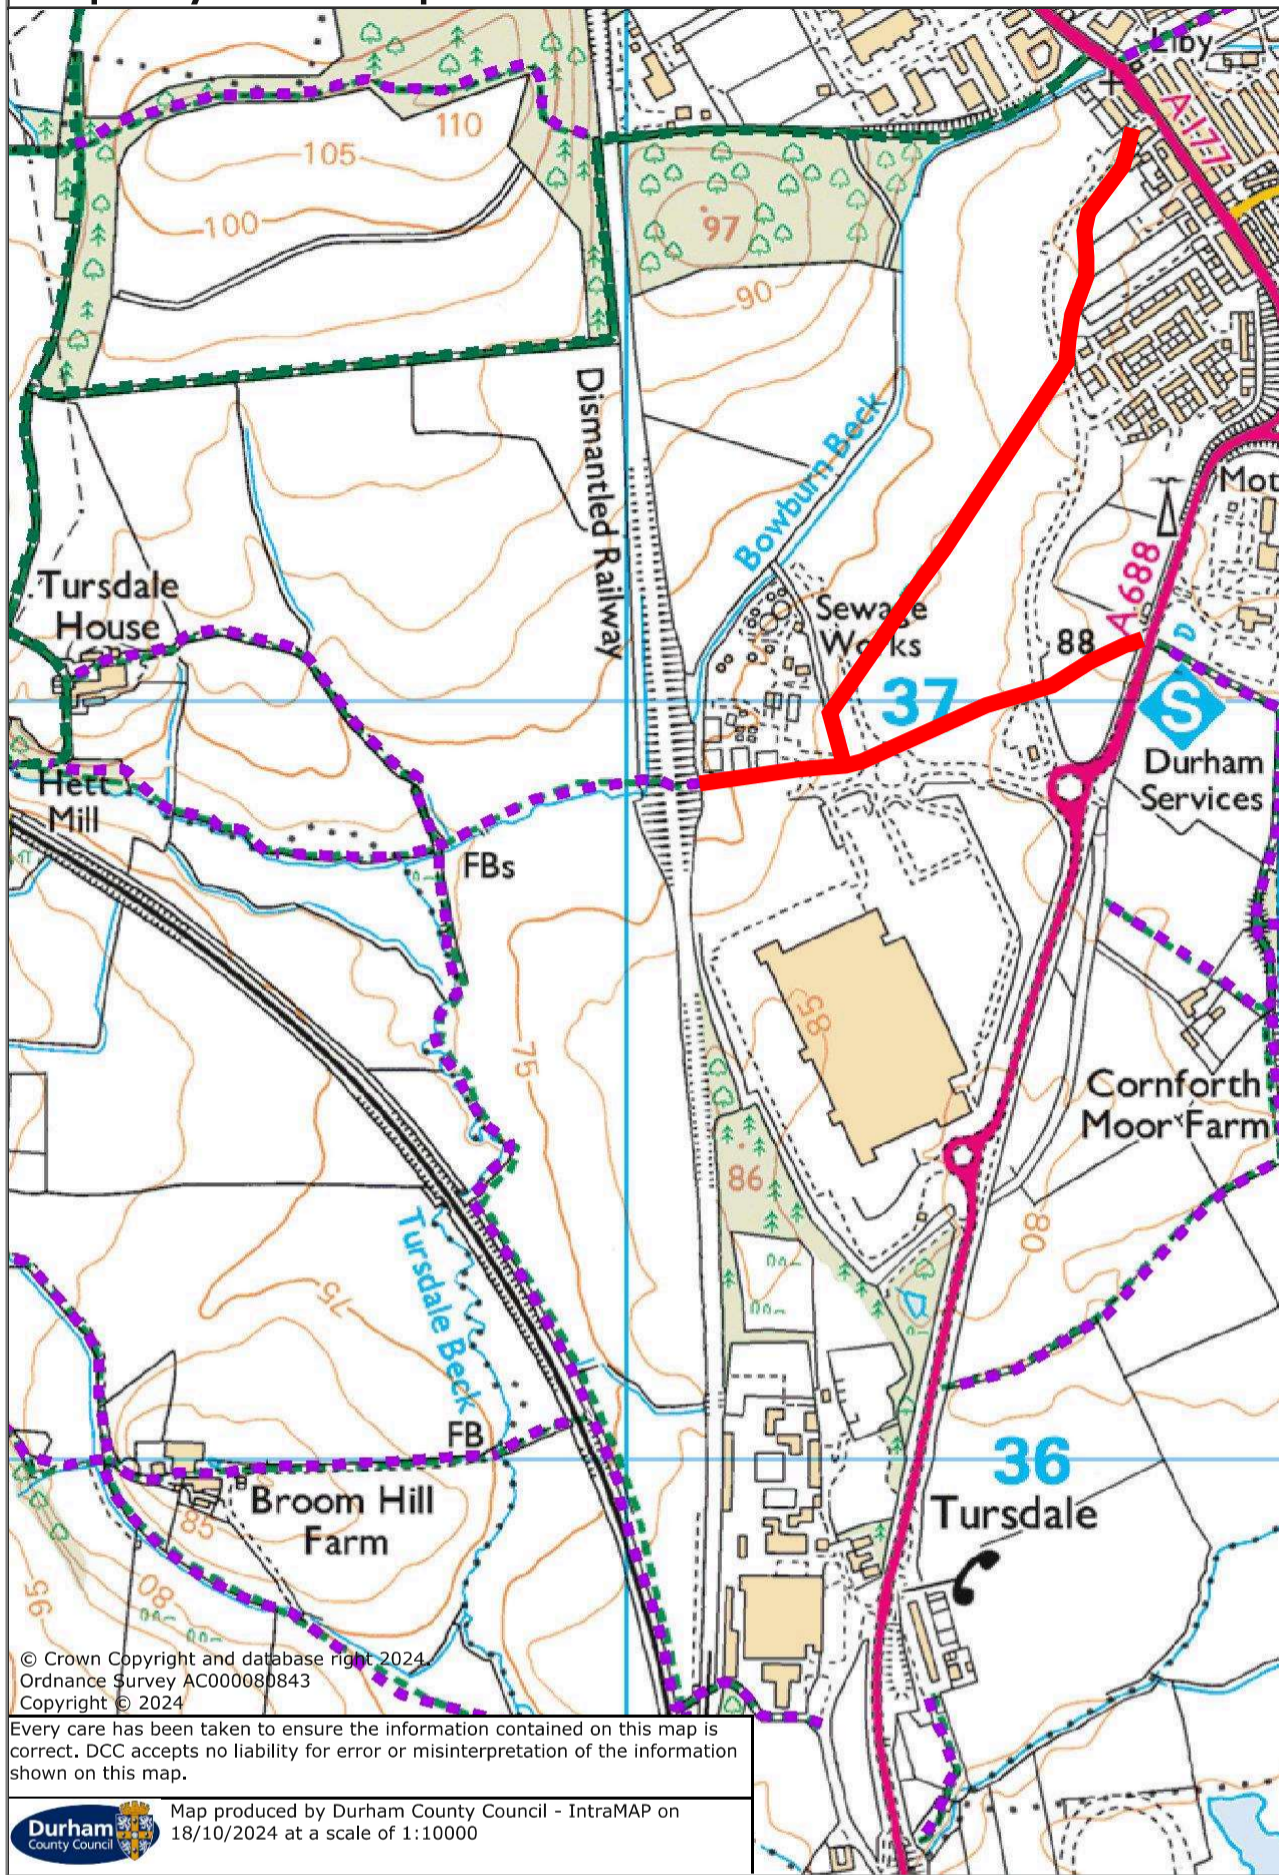 Liby
A177
110
105
100
97
90
Bowburn Beck
Dismantled Railway
Mot
A688
Tursdale
House
Sewage
Works
88
D
37
S
Durham
Services
Hett
Mill
FBs
85
75
Cornforth
Moor Farm
86
80
Tursdale Beck
75
FB
36
Tursdale
Broom Hill
Farm
85
80
95
© Crown Copyright and database right 2024.
Ordnance Survey AC000080843
Copyright © 2024
Every care has been taken to ensure the information contained on this map is
correct. DCC accepts no liability for error or misinterpretation of the information
shown on this map.
Durham
County Council
Map produced by Durham County Council - IntraMAP on
18/10/2024 at a scale of 1:10000